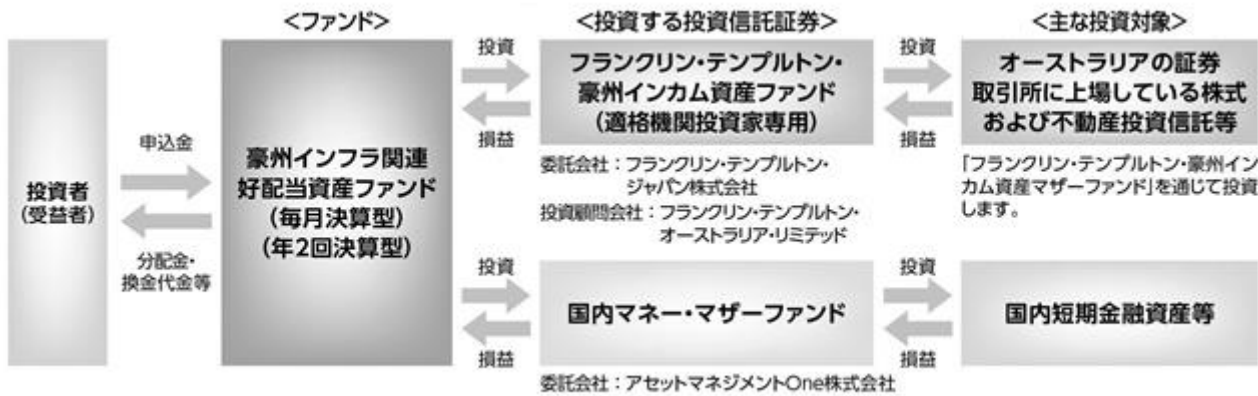 <ファンド>
<投資する投資信託証券>
<主な投資対象>
投資者
(受益者)
申込金
分配金・
換金代金等
豪州インフラ関連
好配当資産ファンド
(毎月決算型)
(年2回決算型)
投資
損益
フランクリン・テンプルトン・
豪州インカム資産ファンド
(適格機関投資家専用)
委託会社：フランクリン・テンプルトン・
ジャパン株式会社
投資顧問会社：フランクリン・テンプルトン・
オーストラリア・リミテッド
投資
損益
オーストラリアの証券
取引所に上場している株式
および不動産投資信託等
「フランクリン・テンプルトン・豪州イン
カム資産マザーファンド」を通じて投資
します。
投資
損益
国内マネー・マザーファンド
委託会社：アセットマネジメントOne株式会社
投資
損益
国内短期金融資産等